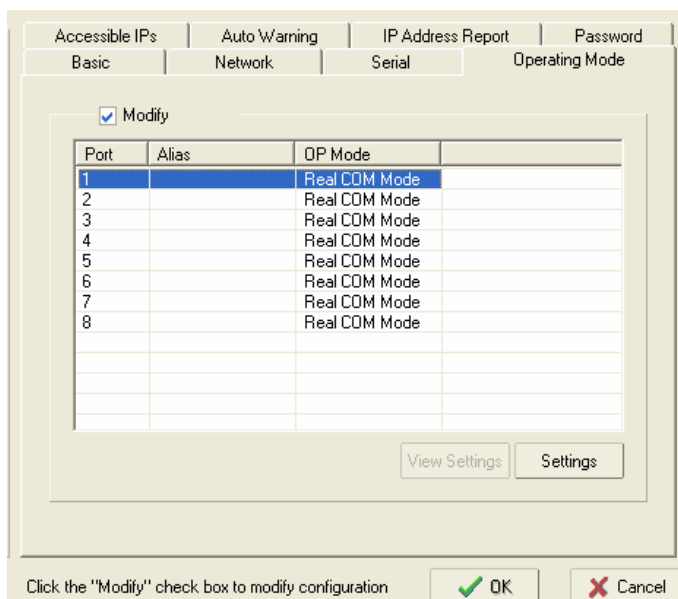 Accessible IPs Auto Warning IP Address Report Password
Basic Network Serial Operating Mode
Modify
Port Alias OP Mode
1 Real COM Mode
2 Real COM Mode
3 Real COM Mode
4 Real COM Mode
5 Real COM Mode
6 Real COM Mode
7 Real COM Mode
8 Real COM Mode
View Settings Settings
Click the "Modify" check box to modify configuration OK Cancel